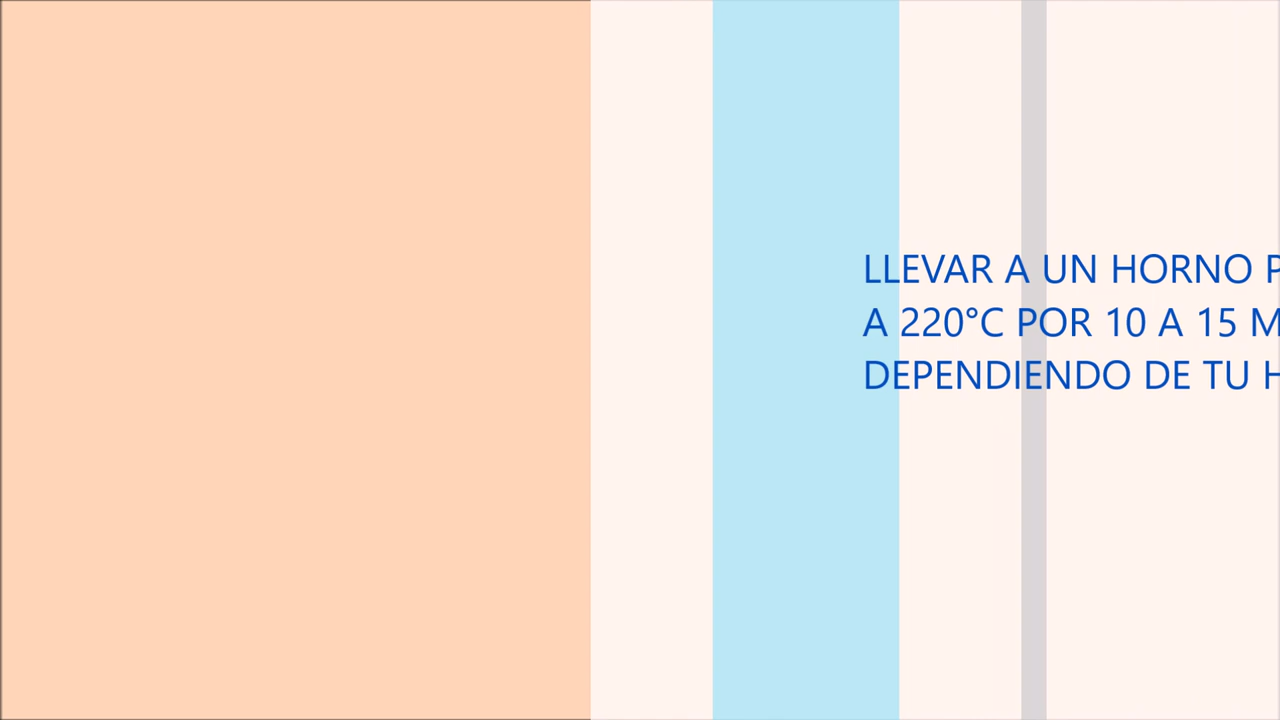 LLEVAR A UN HORNO
A 220°C POR 10 A 15
DEPENDIENDO DE TU